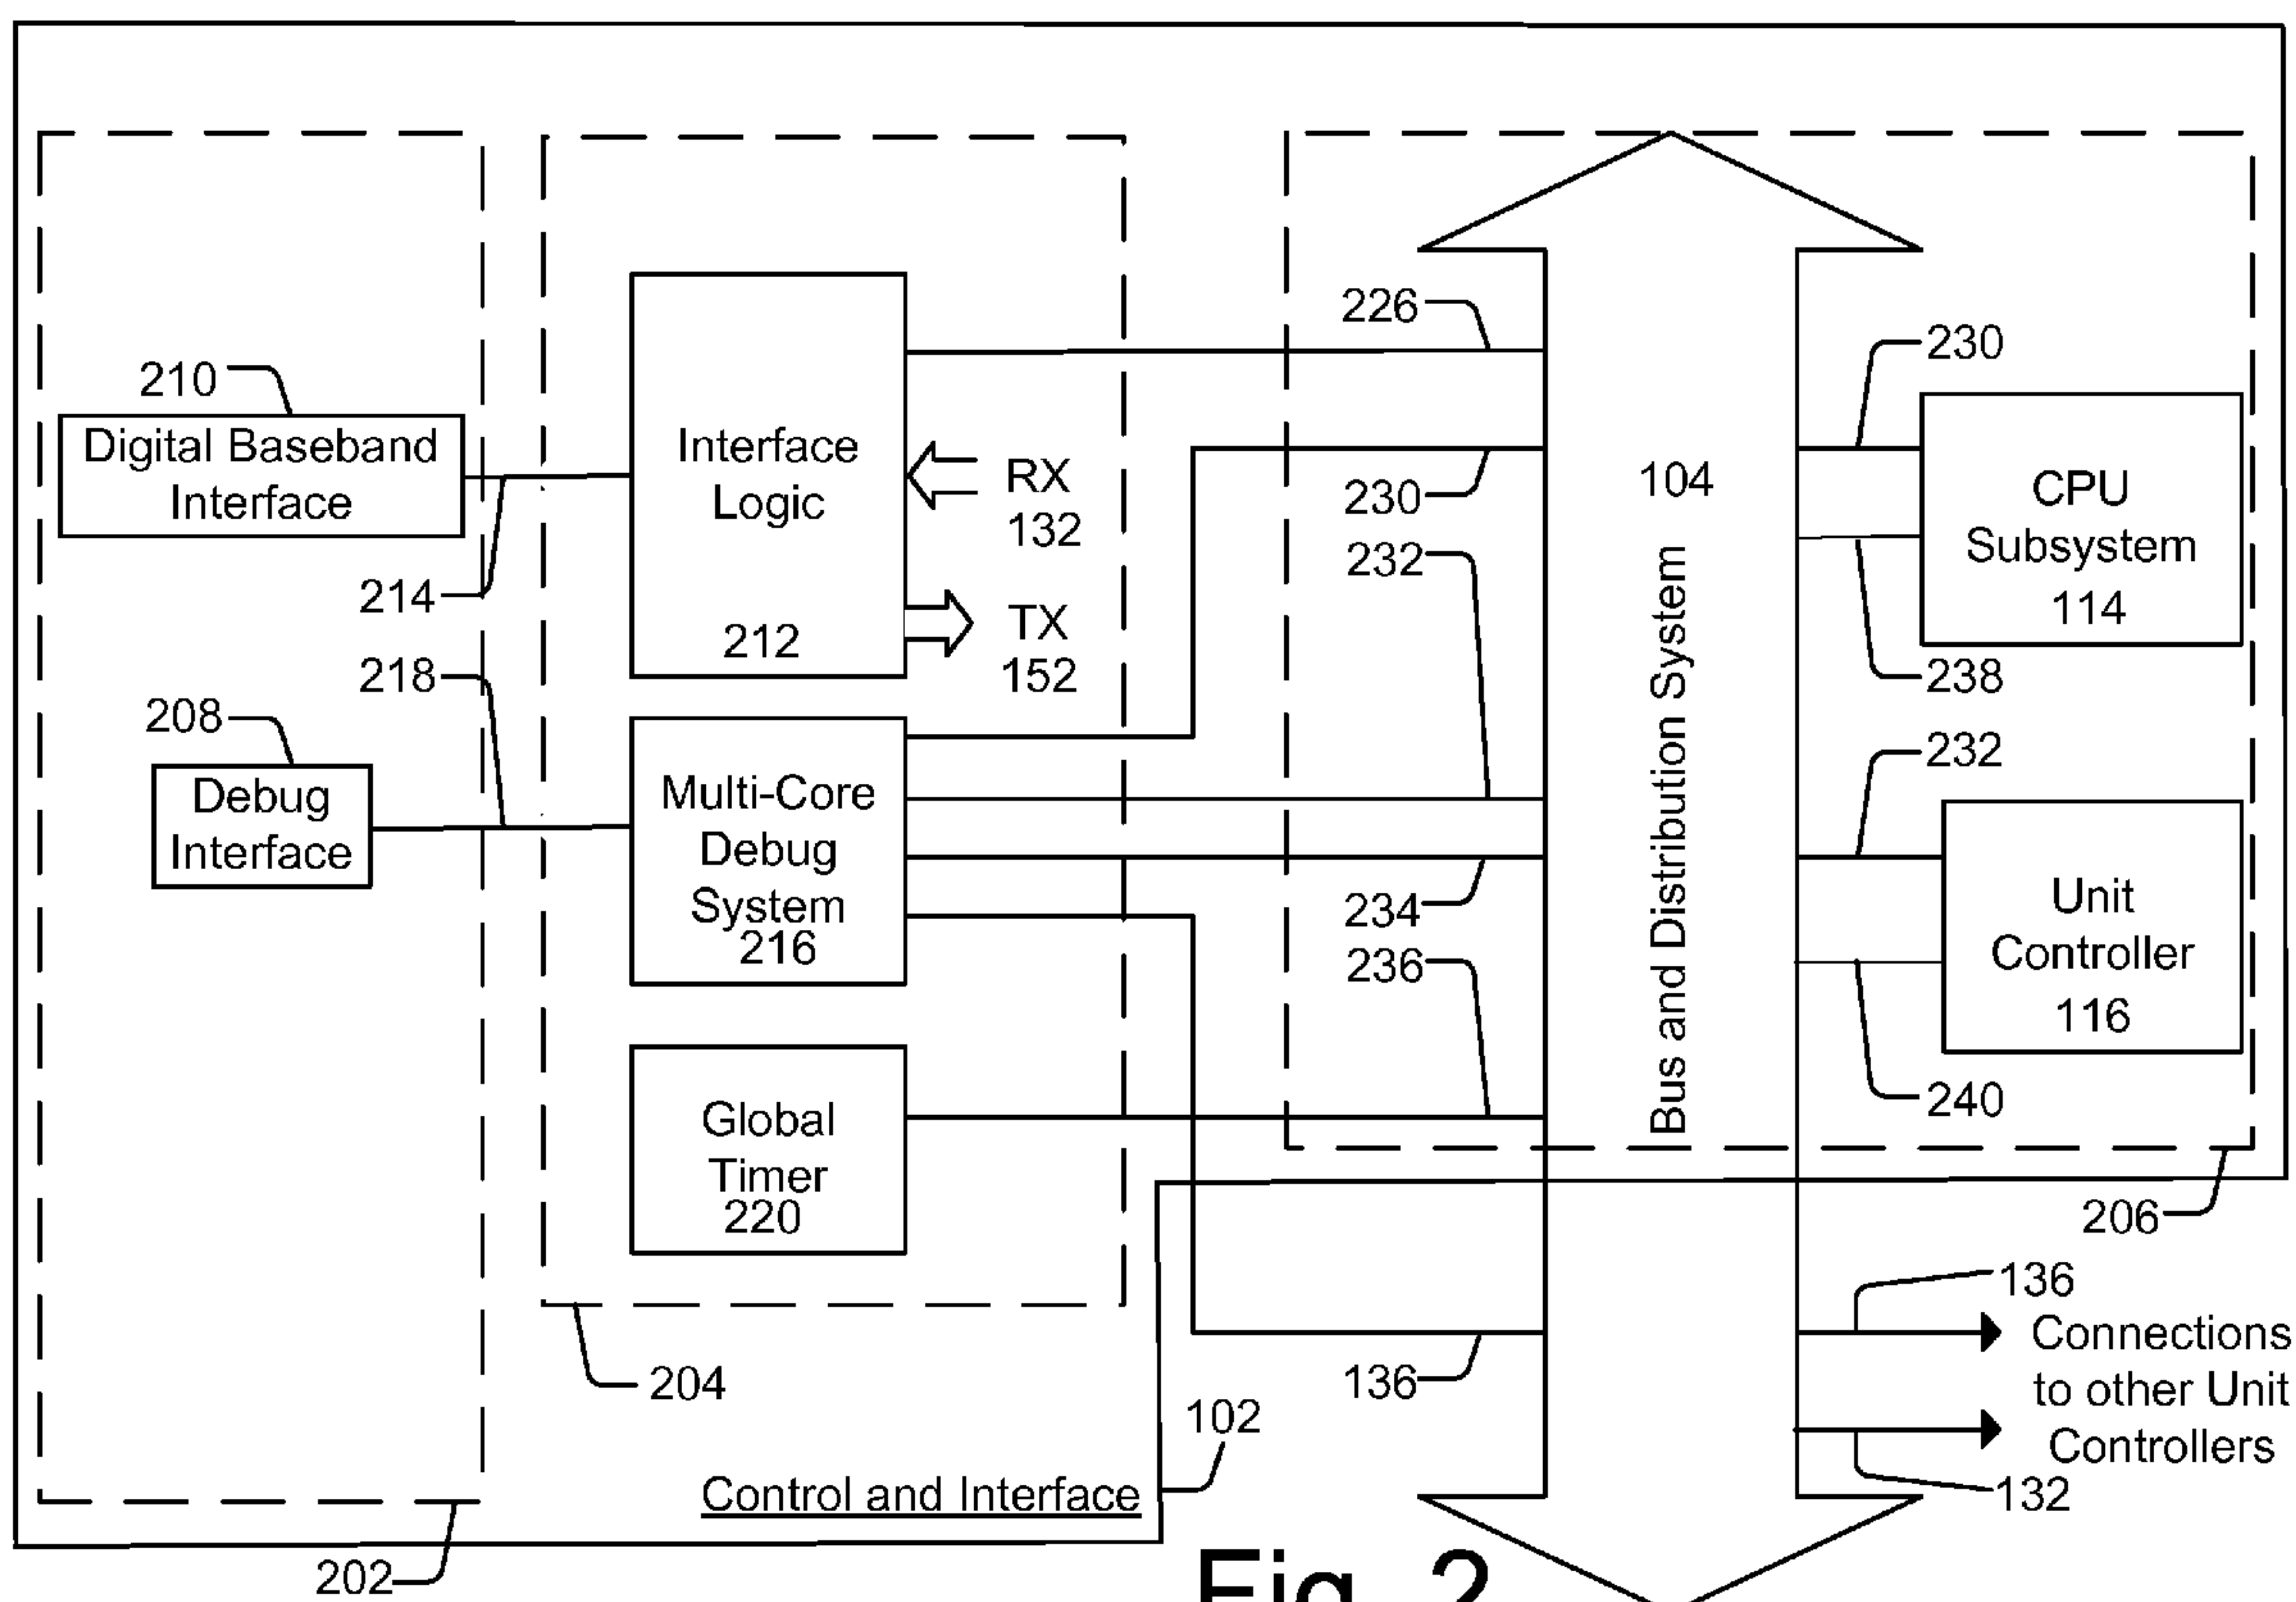 210
Digital Baseband
Interface
214
218
208
Debug
Interface
202
Interface
Logic
212
RX
132
TX
152
Multi-Core
Debug
System
216
Global
Timer
220
204
Control and Interface
102
226
230
232
234
236
136
104
Bus and Distribution System
230
CPU
Subsystem
114
238
232
Unit
Controller
116
240
206
136
Connections
to other Unit
Controllers
132
Fig. 2